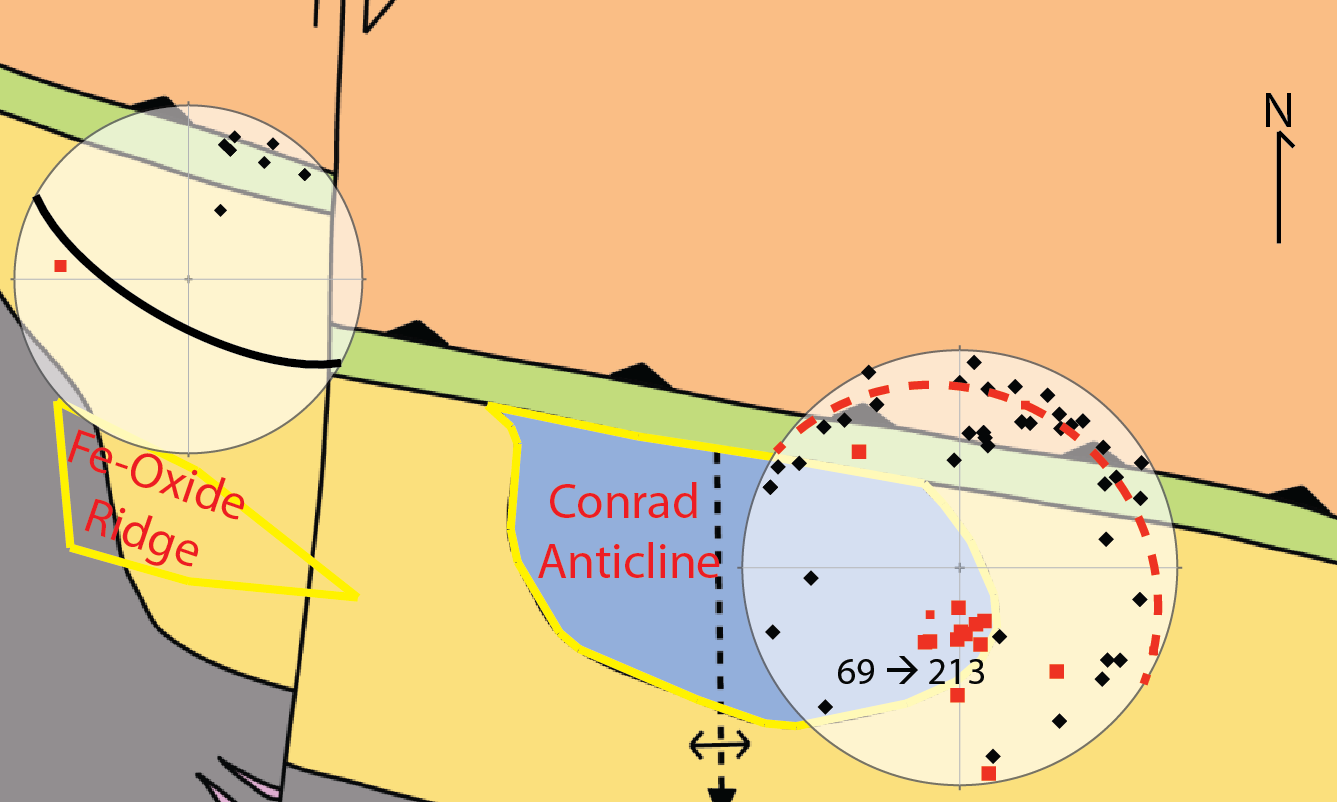 N
Fe-Oxide
Ridge
Conrad
Anticline
69 → 213